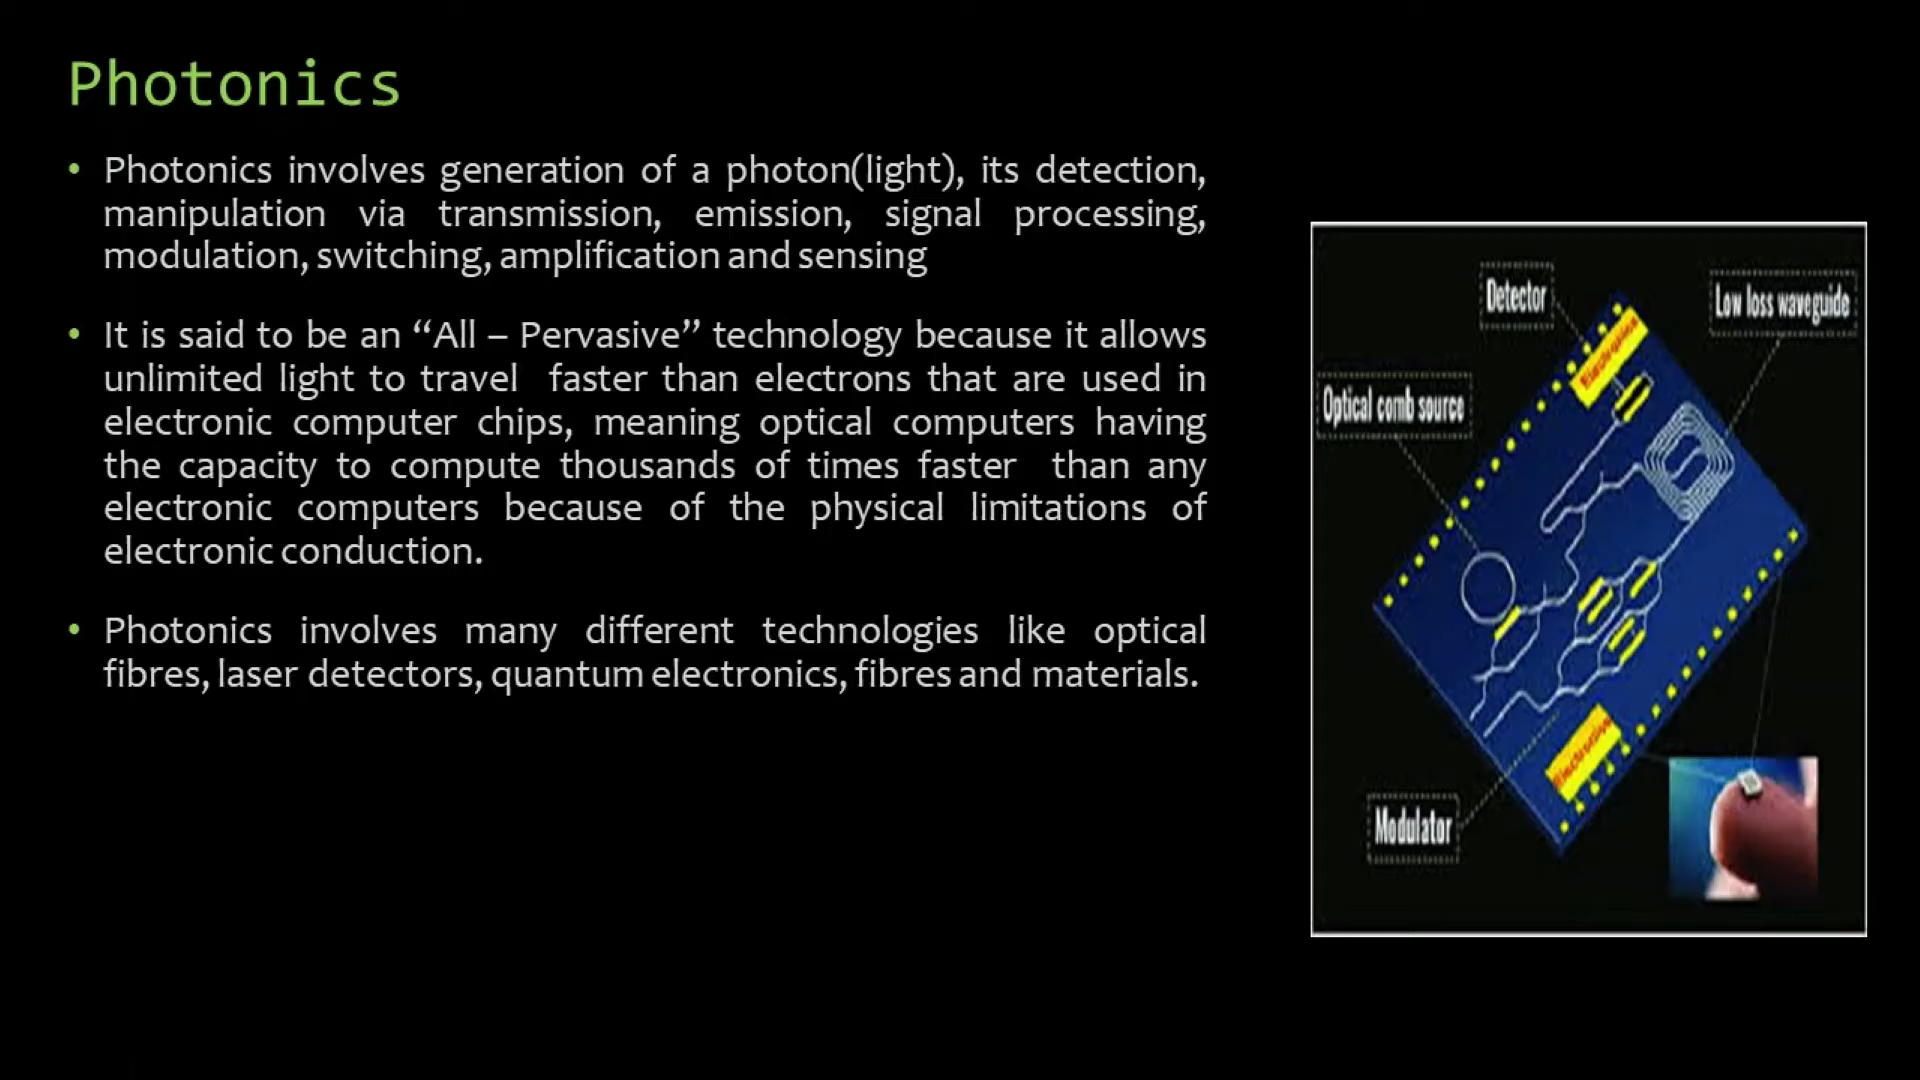 Photonics
• Photonics involves generation of a photon(light), its detection,
manipulation via transmission, emission, signal processing,
modulation, switching, amplification and sensing
• It is said to be an “All – Pervasive” technology because it allows
unlimited light to travel faster than electrons that are used in
electronic computer chips, meaning optical computers having
the capacity to compute thousands of times faster than any
electronic computers because of the physical limitations of
electronic conduction.
• Photonics involves many different technologies like optical
fibres, laser detectors, quantum electronics, fibres and materials.
Detector
Low loss waveguide
Optical comb source
Electronics
Electronics
Modulator